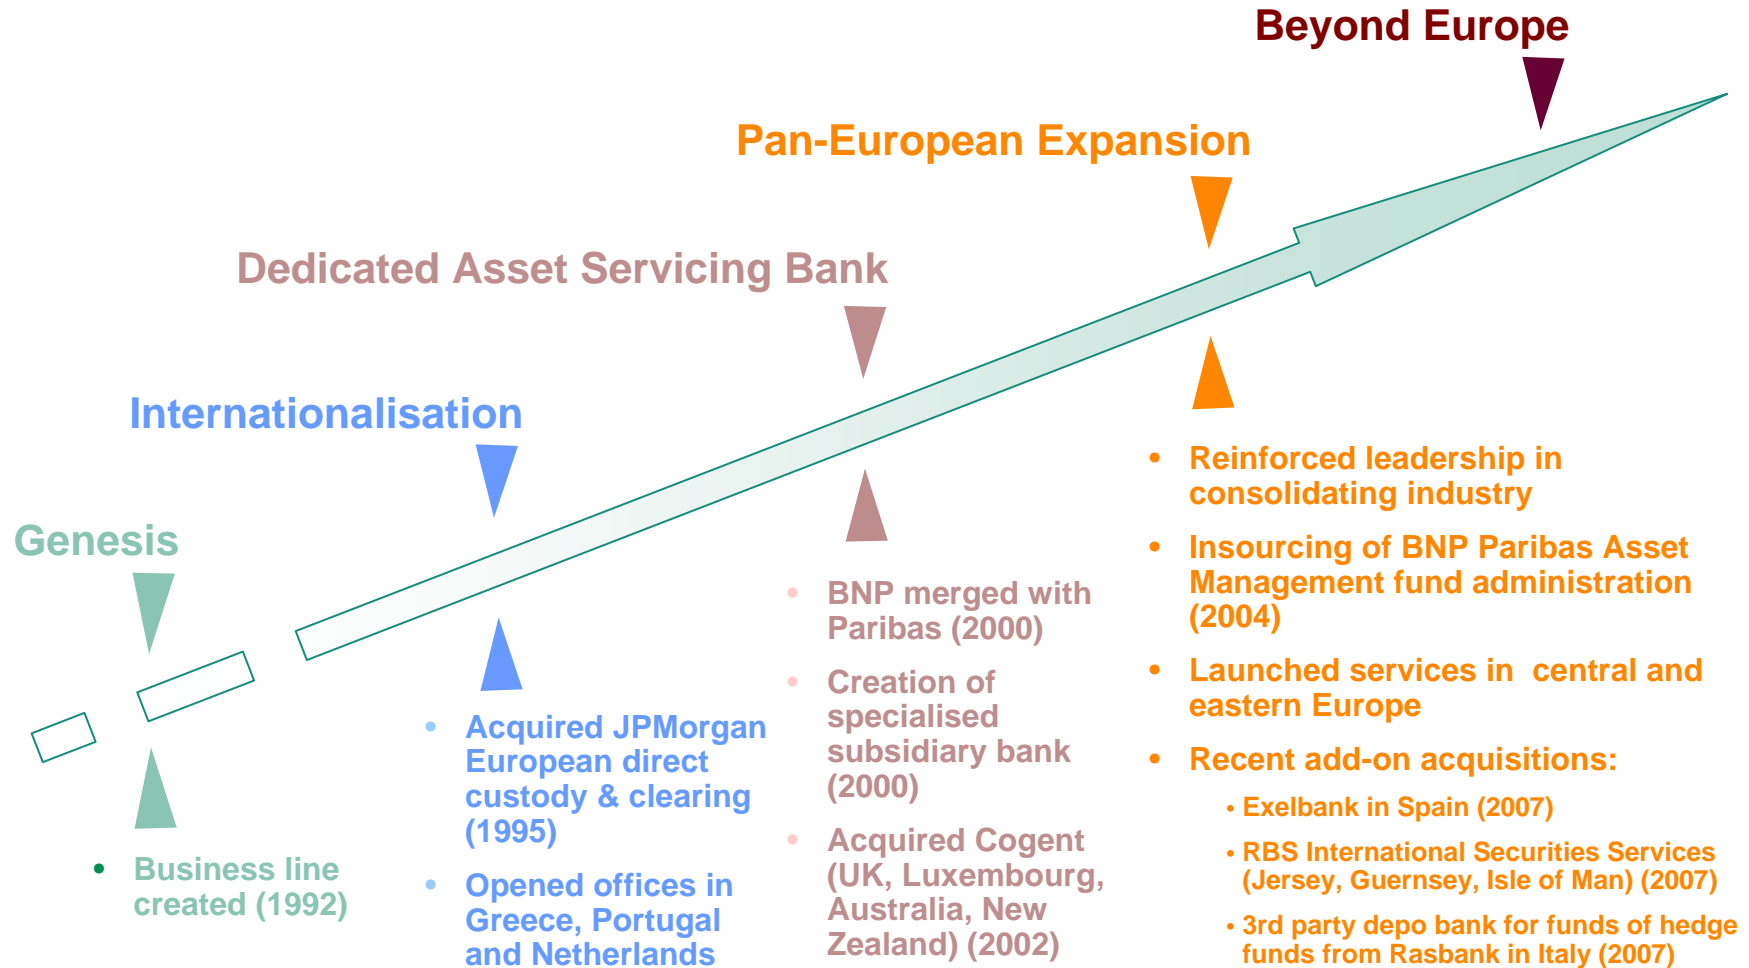 Beyond Europe
Pan-European Expansion
Dedicated Asset Servicing Bank
Internationalisation
Genesis
• Business line
created (1992)
• Acquired JPMorgan
European direct
custody & clearing
(1995)
• Opened offices in
Greece, Portugal
and Netherlands
• BNP merged with
Paribas (2000)
• Creation of
specialised
subsidiary bank
(2000)
• Acquired Cogent
(UK, Luxembourg,
Australia, New
Zealand) (2002)
• Reinforced leadership in
consolidating industry
• Insourcing of BNP Paribas Asset
Management fund administration
(2004)
• Launched services in central and
eastern Europe
• Recent add-on acquisitions:
• Exelbank in Spain (2007)
• RBS International Securities Services
(Jersey, Guernsey, Isle of Man) (2007)
• 3rd party depo bank for funds of hedge
funds from Rasbank in Italy (2007)